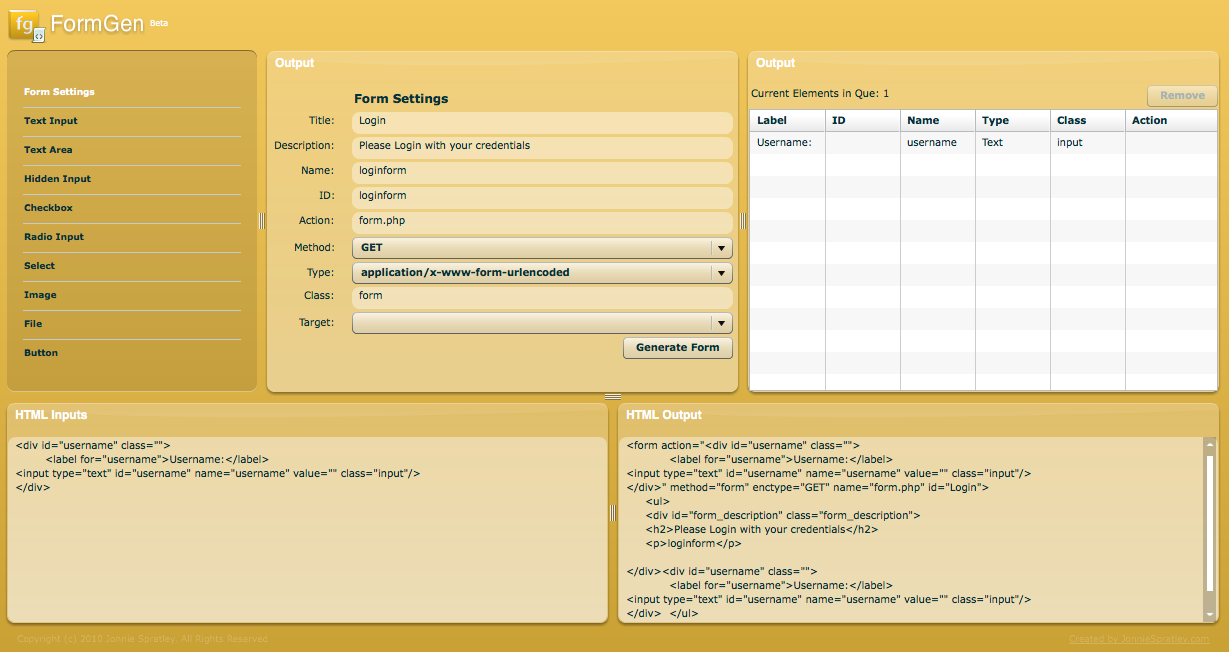 fg
FormGen Beta
Form Settings
Text Input
Text Area
Hidden Input
Checkbox
Radio Input
Select
Image
File
Button
Output
Form Settings
Title: Login
Description: Please Login with your credentials
Name: loginform
ID: loginform
Action: form.php
Method: GET
Type: application/x-www-form-urlencoded
Class: form
Target:
Generate Form
Output
Current Elements in Que: 1
Remove
Label ID Name Type Class Action
Username: username Text input
HTML Inputs
<div id="username" class="">
<label for="username">Username:</label>
<input type="text" id="username" name="username" value="" class="input"/>
</div>
HTML Output
<form action="<div id="username" class="">
<label for="username">Username:</label>
<input type="text" id="username" name="username" value="" class="input"/>
</div>" method="form" enctype="GET" name="form.php" id="Login">
<ul>
<div id="form_description" class="form_description">
<h2>Please Login with your credentials</h2>
<p>loginform</p>
</div><div id="username" class="">
<label for="username">Username:</label>
<input type="text" id="username" name="username" value="" class="input"/>
</div> </ul>
Copyright (c) 2010 Jonnie Spratley. All Rights Reserved.
Created by JonnieSpratley.com